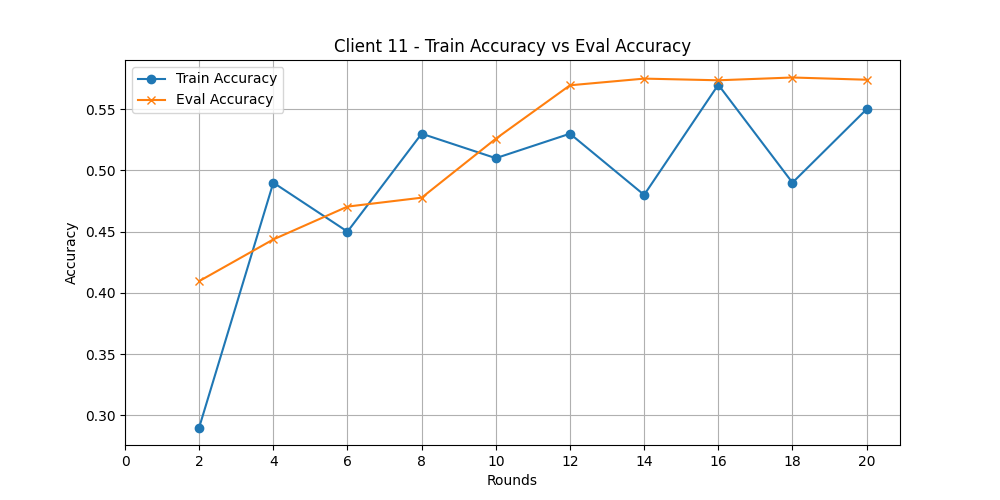 Client 11 - Train Accuracy vs Eval Accuracy
Train Accuracy
Eval Accuracy
Accuracy
0.55
0.50
0.45
0.40
0.35
0.30
0 2 4 6 8 10 12 14 16 18 20
Rounds